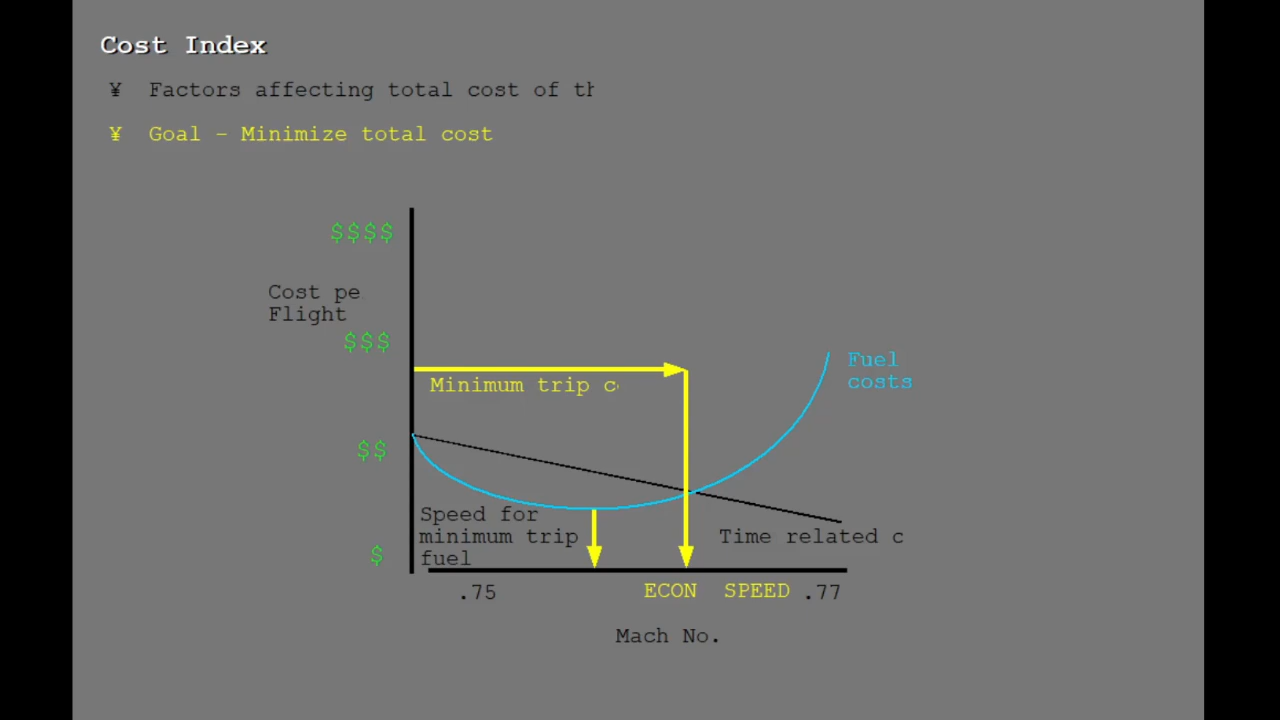 Cost Index
¥ Factors affecting total cost of th
¥ Goal - Minimize total cost
$$$$
Cost pe
Flight
$$$
Fuel
costs
Minimum trip c
$$
Speed for
minimum trip
fuel
Time related c
$
.75
ECON SPEED .77
Mach No.